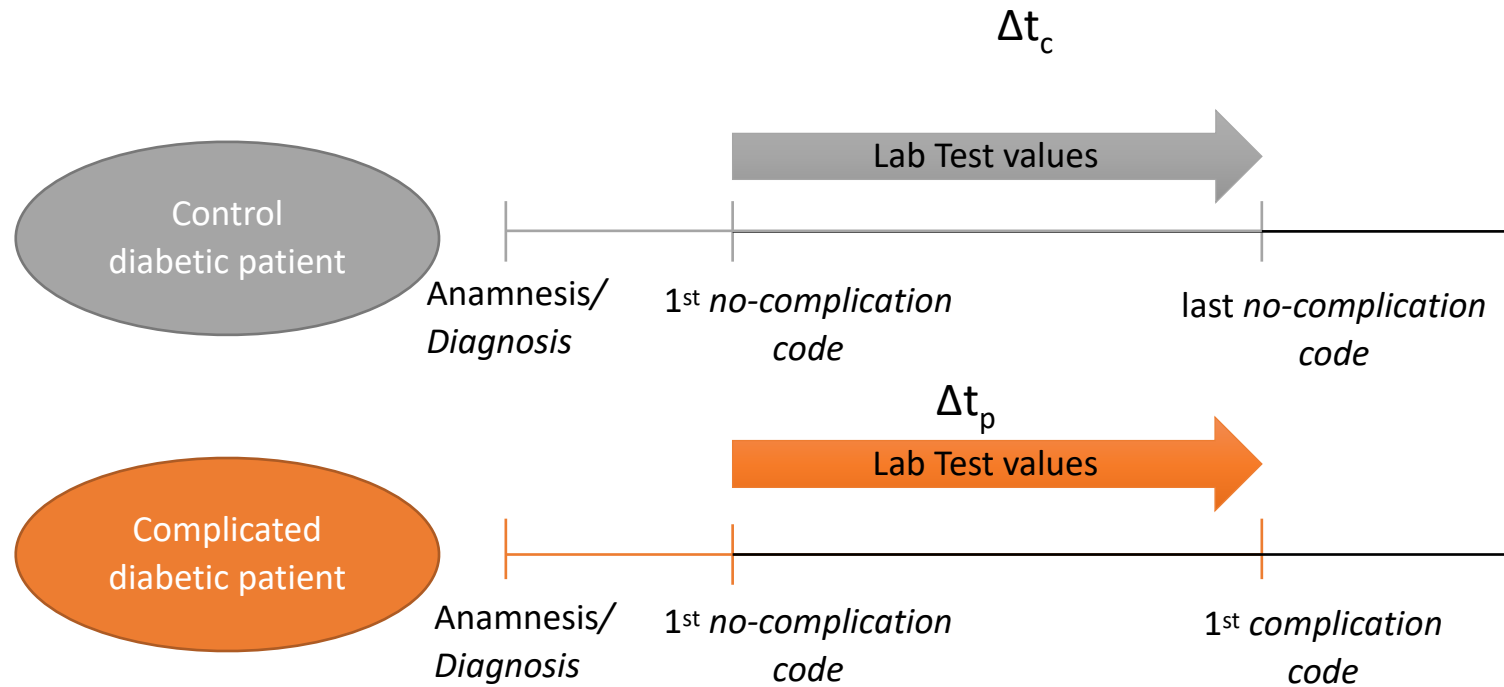 Δtc
Lab Test values
Control
diabetic patient
Anamnesis/
Diagnosis
1st no-complication
code
last no-complication
code
Δtp
Lab Test values
Complicated
diabetic patient
Anamnesis/
Diagnosis
1st no-complication
code
1st complication
code